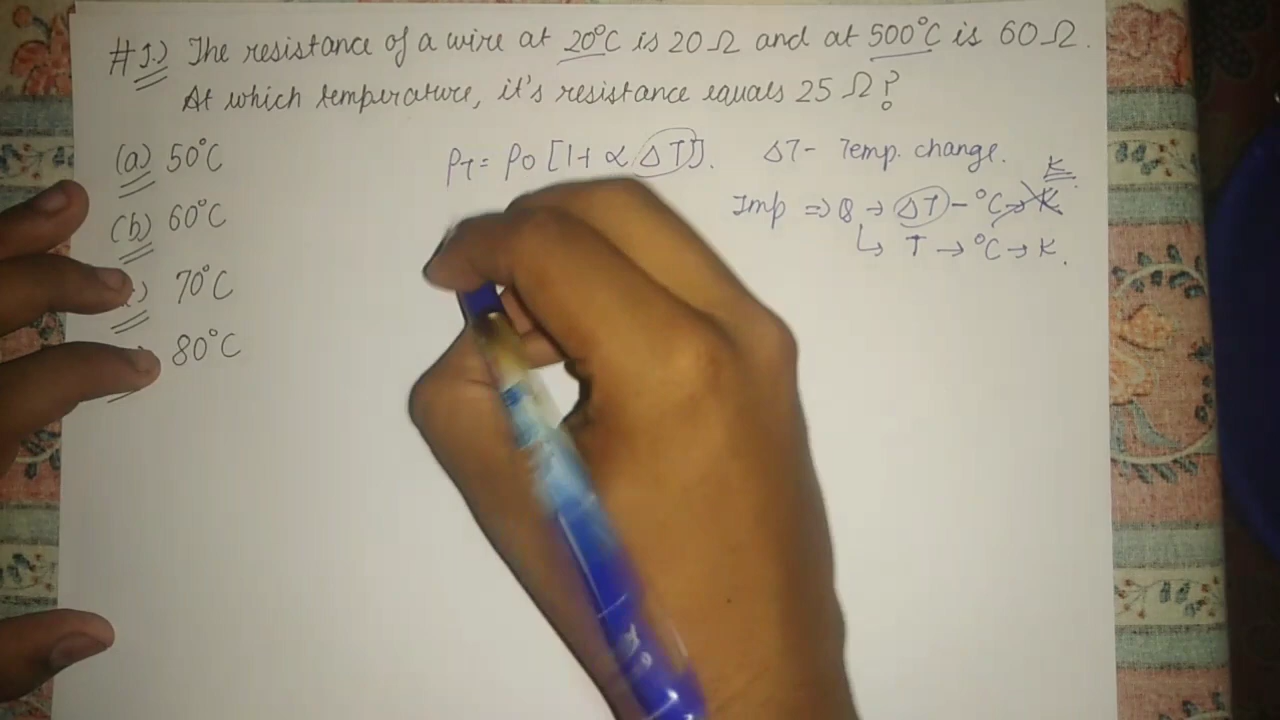 #1.) The resistance of a wire at 20°C is 20 Ω and at 500°C is 60 Ω.
At which temperature, it's resistance equals 25 Ω?
(a) 50°C
(b) 60°C
70°C
80°C
ρT = ρ0 [1+ α ΔT]. ΔT - Temp. change.
K
Imp ⇒ Q → ΔT - °C → K
↳ T → °C → K.